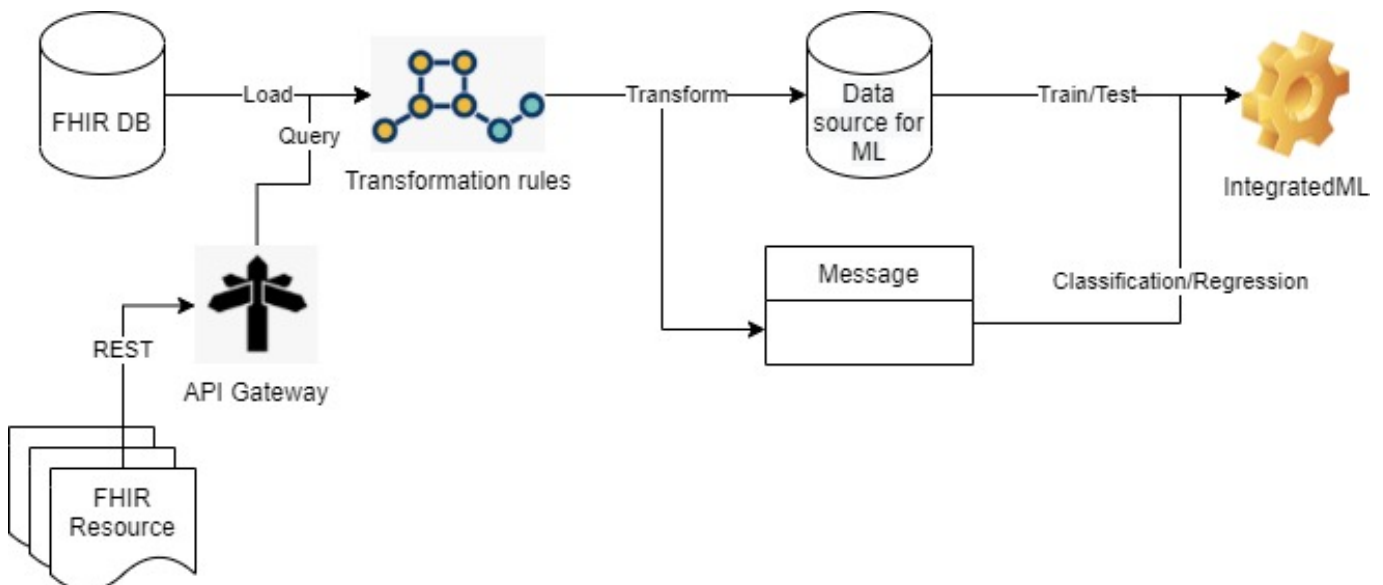 FHIR DB
Load
Query
Transformation rules
Transform
Data
source for
ML
Train/Test
IntegratedML
Message
Classification/Regression
REST
API Gateway
FHIR
Resource